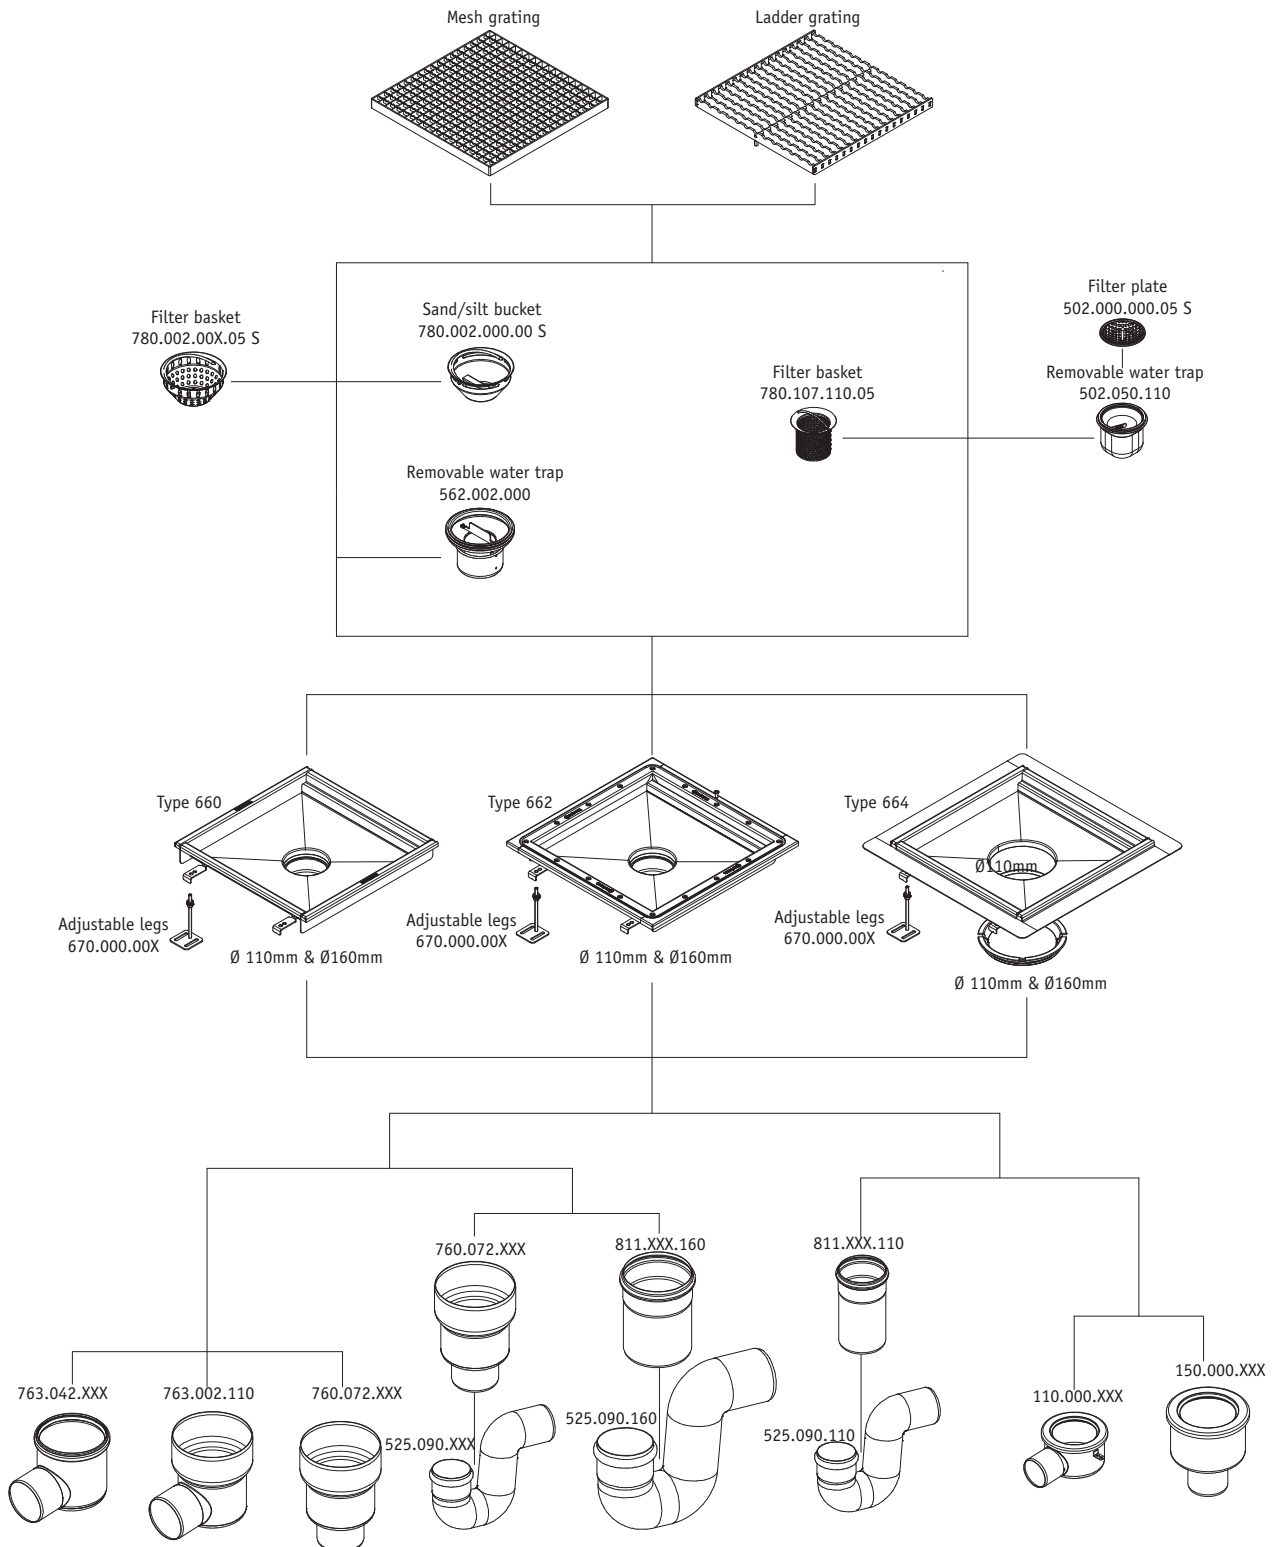 Mesh grating
Ladder grating
Filter plate
502.000.000.05 S
Filter basket
780.002.00X.05 S
Sand/silt bucket
780.002.000.00 S
Filter basket
780.107.110.05
Removable water trap
502.050.110
Removable water trap
562.002.000
Type 660
Type 662
Type 664
Ø110mm
Adjustable legs
670.000.00X
Adjustable legs
670.000.00X
Adjustable legs
670.000.00X
Ø 110mm & Ø160mm
Ø 110mm & Ø160mm
Ø 110mm & Ø160mm
760.072.XXX
811.XXX.160
811.XXX.110
763.042.XXX
763.002.110
760.072.XXX
525.090.XXX
525.090.160
525.090.110
110.000.XXX
150.000.XXX